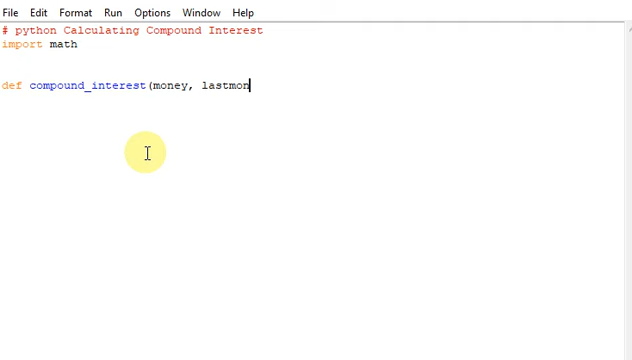 File Edit Format Run Options Window Help
# python Calculating Compound Interest
import math
def compound_interest(money, lastmon